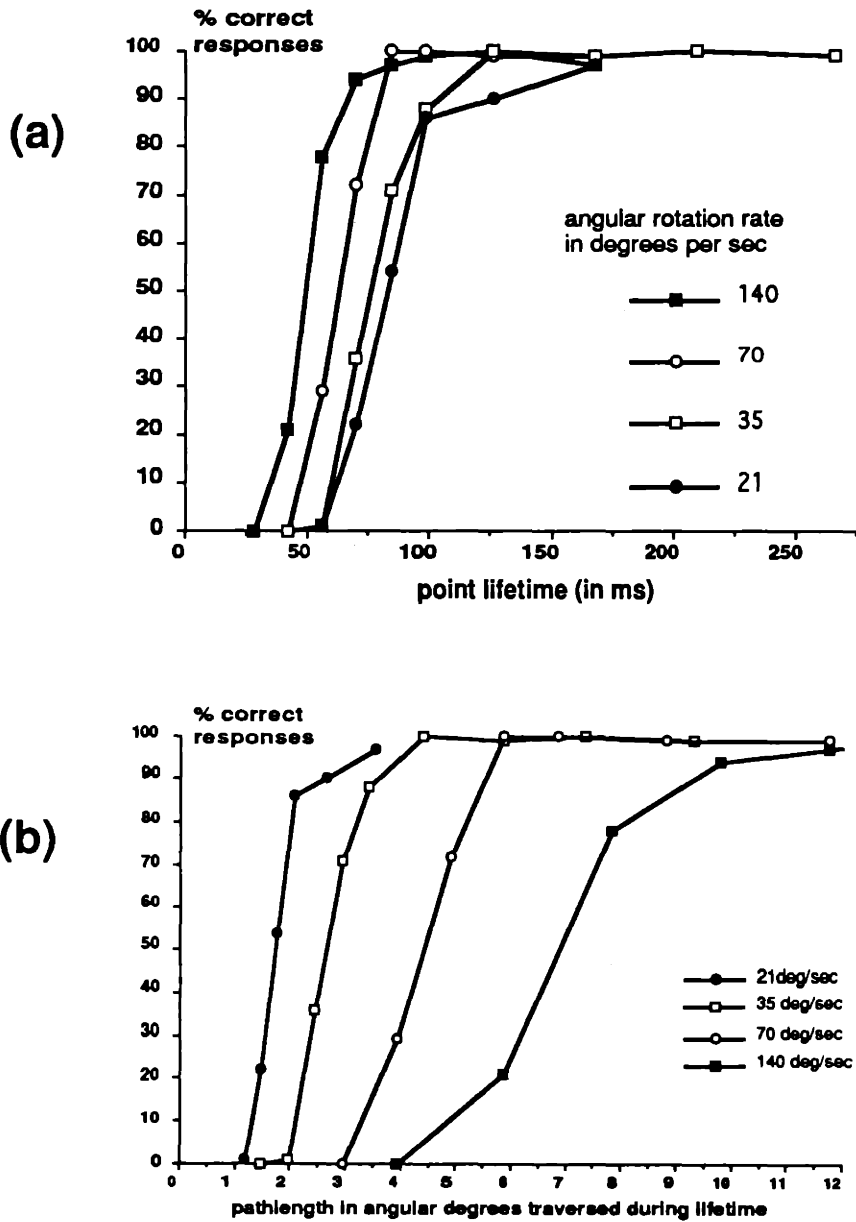 % correct
responses
(a)
100
90
80
70
60
50
40
30
20
10
0
angular rotation rate
in degrees per sec
140
70
35
21
0
50
100
150
200
250
point lifetime (in ms)
% correct
responses
(b)
100
90
80
70
60
50
40
30
20
10
0
21deg/sec
35 deg/sec
70 deg/sec
140 deg/sec
0 1 2 3 4 5 6 7 8 9 10 11 12
pathlength in angular degrees traversed during lifetime